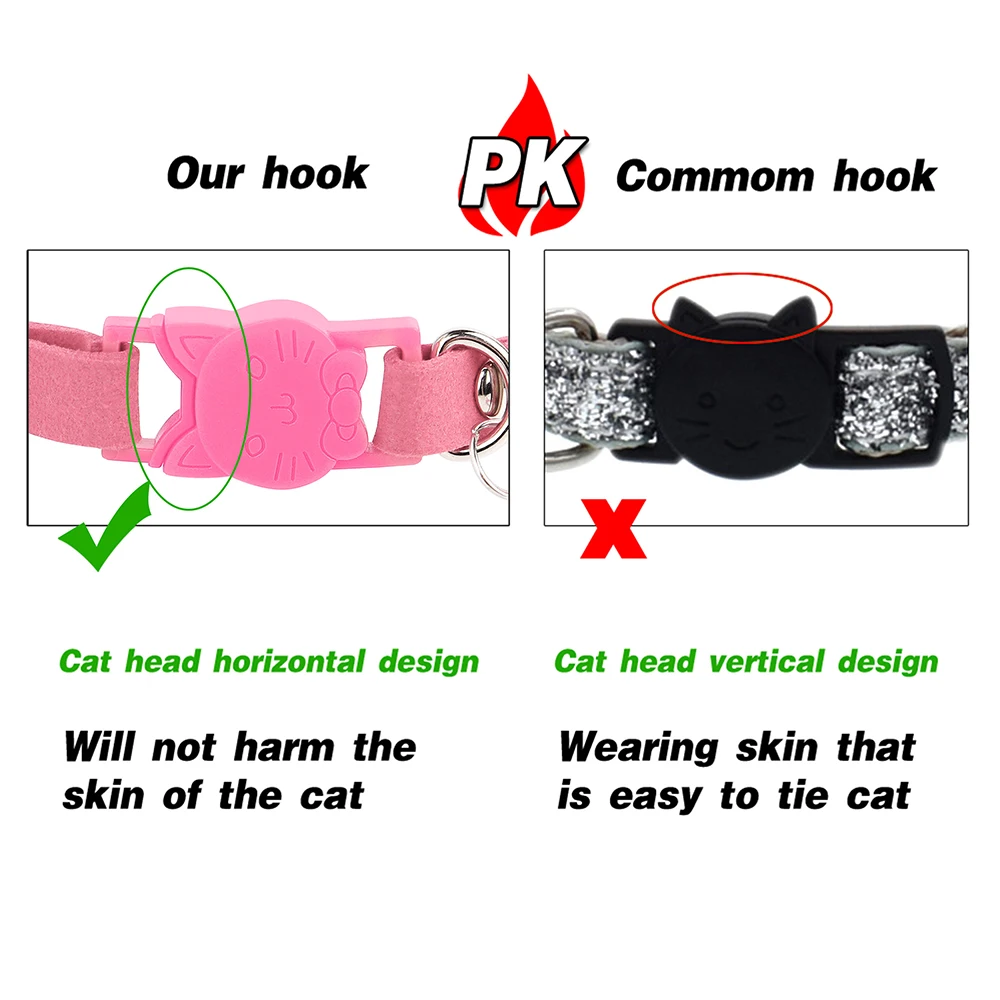 Our hook
PK
Commom hook
Cat head horizontal design
Cat head vertical design
Will not harm the
skin of the cat
Wearing skin that
is easy to tie cat